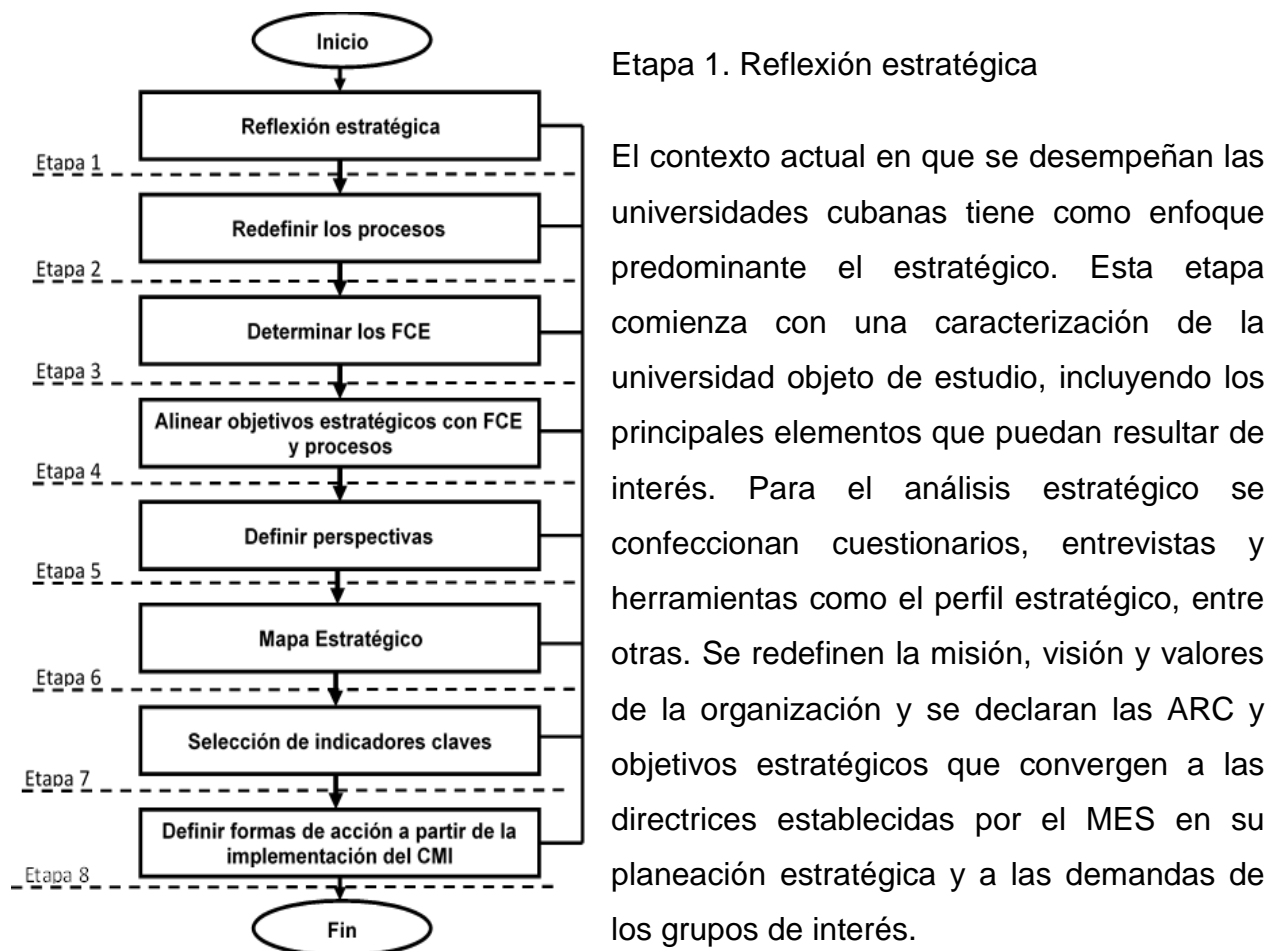 Inicio
Reflexión estratégica
Etapa 1
Redefinir los procesos
Etapa 2
Determinar los FCE
Etapa 3
Alinear objetivos estratégicos con FCE
y procesos
Etapa 4
Definir perspectivas
Etapa 5
Mapa Estratégico
Etapa 6
Selección de indicadores claves
Etapa 7
Definir formas de acción a partir de la
implementación del CMI
Etapa 8
Fin
Etapa 1. Reflexión estratégica
El contexto actual en que se desempeñan las
universidades cubanas tiene como enfoque
predominante el estratégico. Esta etapa
comienza con una caracterización de la
universidad objeto de estudio, incluyendo los
principales elementos que puedan resultar de
interés. Para el análisis estratégico se
confeccionan cuestionarios, entrevistas y
herramientas como el perfil estratégico, entre
otras. Se redefinen la misión, visión y valores
de la organización y se declaran las ARC y
objetivos estratégicos que convergen a las
directrices establecidas por el MES en su
planeación estratégica y a las demandas de
los grupos de interés.